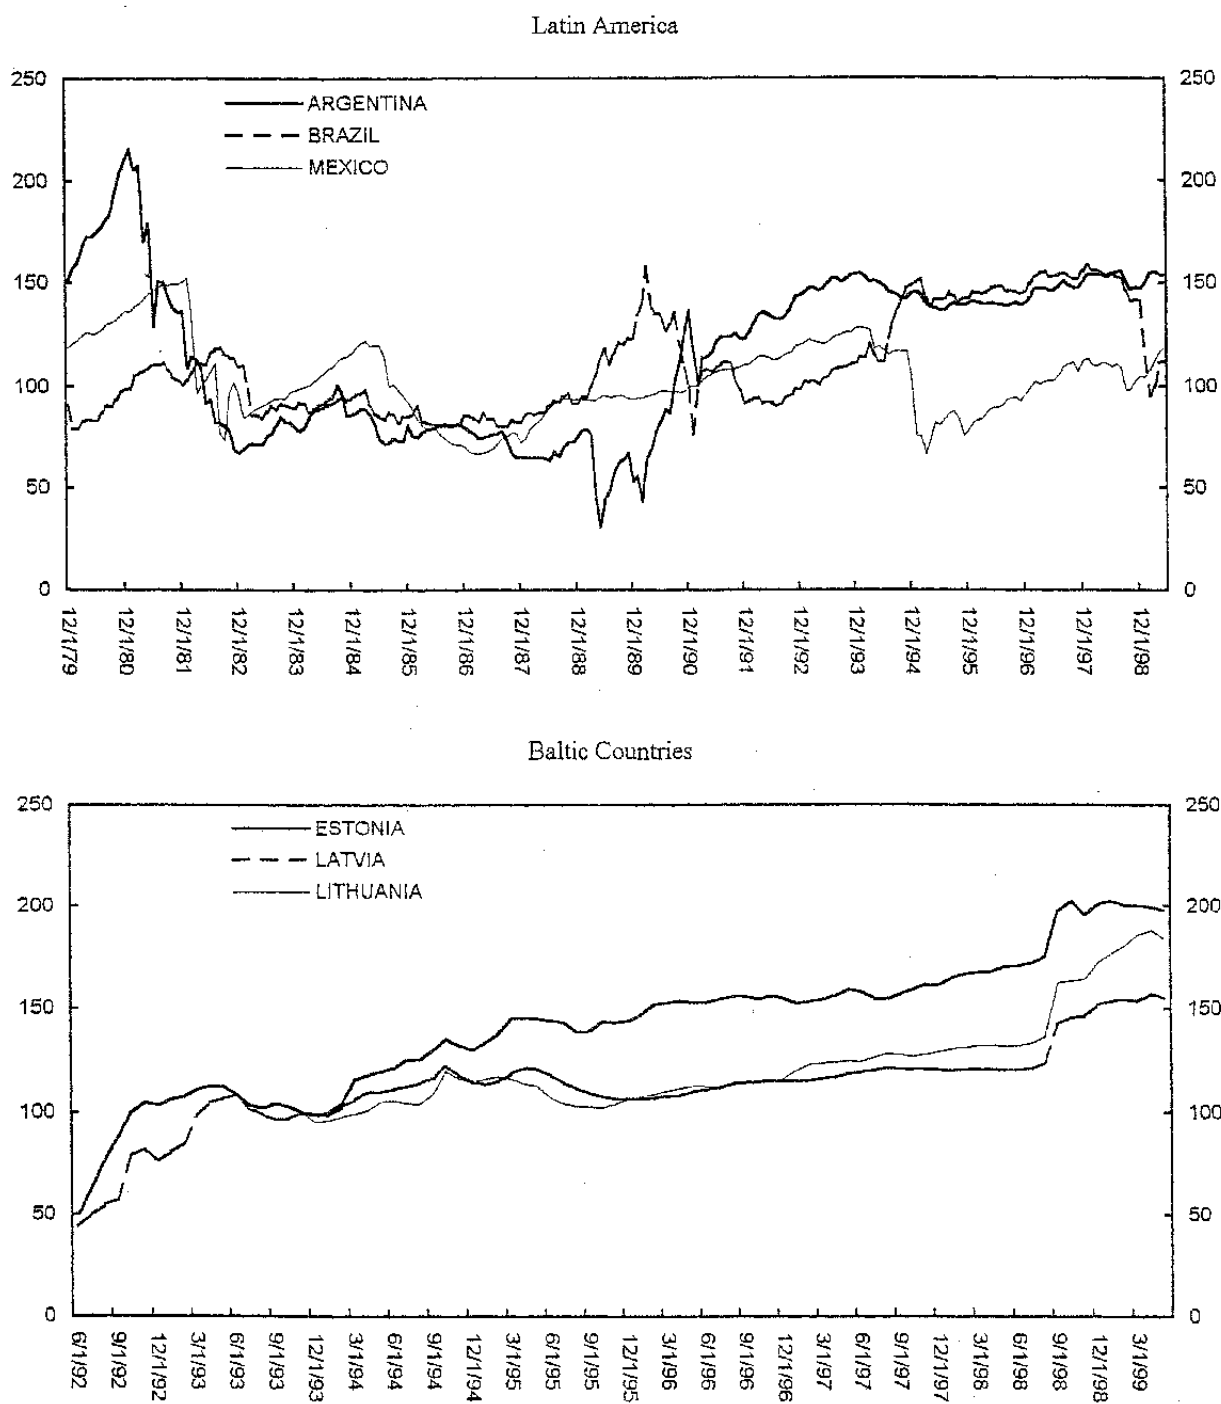 Latin America
250 250
ARGENTINA
BRAZIL
MEXICO
200 200
150 150
100 100
50 50
0 0
12/1/79 12/1/80 12/1/81 12/1/82 12/1/83 12/1/84 12/1/85 12/1/86 12/1/87 12/1/88 12/1/89 12/1/90 12/1/91 12/1/92 12/1/93 12/1/94 12/1/95 12/1/96 12/1/97 12/1/98
Baltic Countries
250 250
ESTONIA
LATVIA
LITHUANIA
200 200
150 150
100 100
50 50
0 0
6/1/92 9/1/92 12/1/92 3/1/93 6/1/93 9/1/93 12/1/93 3/1/94 6/1/94 9/1/94 12/1/94 3/1/95 6/1/95 9/1/95 12/1/95 3/1/96 6/1/96 9/1/96 12/1/96 3/1/97 6/1/97 9/1/97 12/1/97 3/1/98 6/1/98 9/1/98 12/1/98 3/1/99